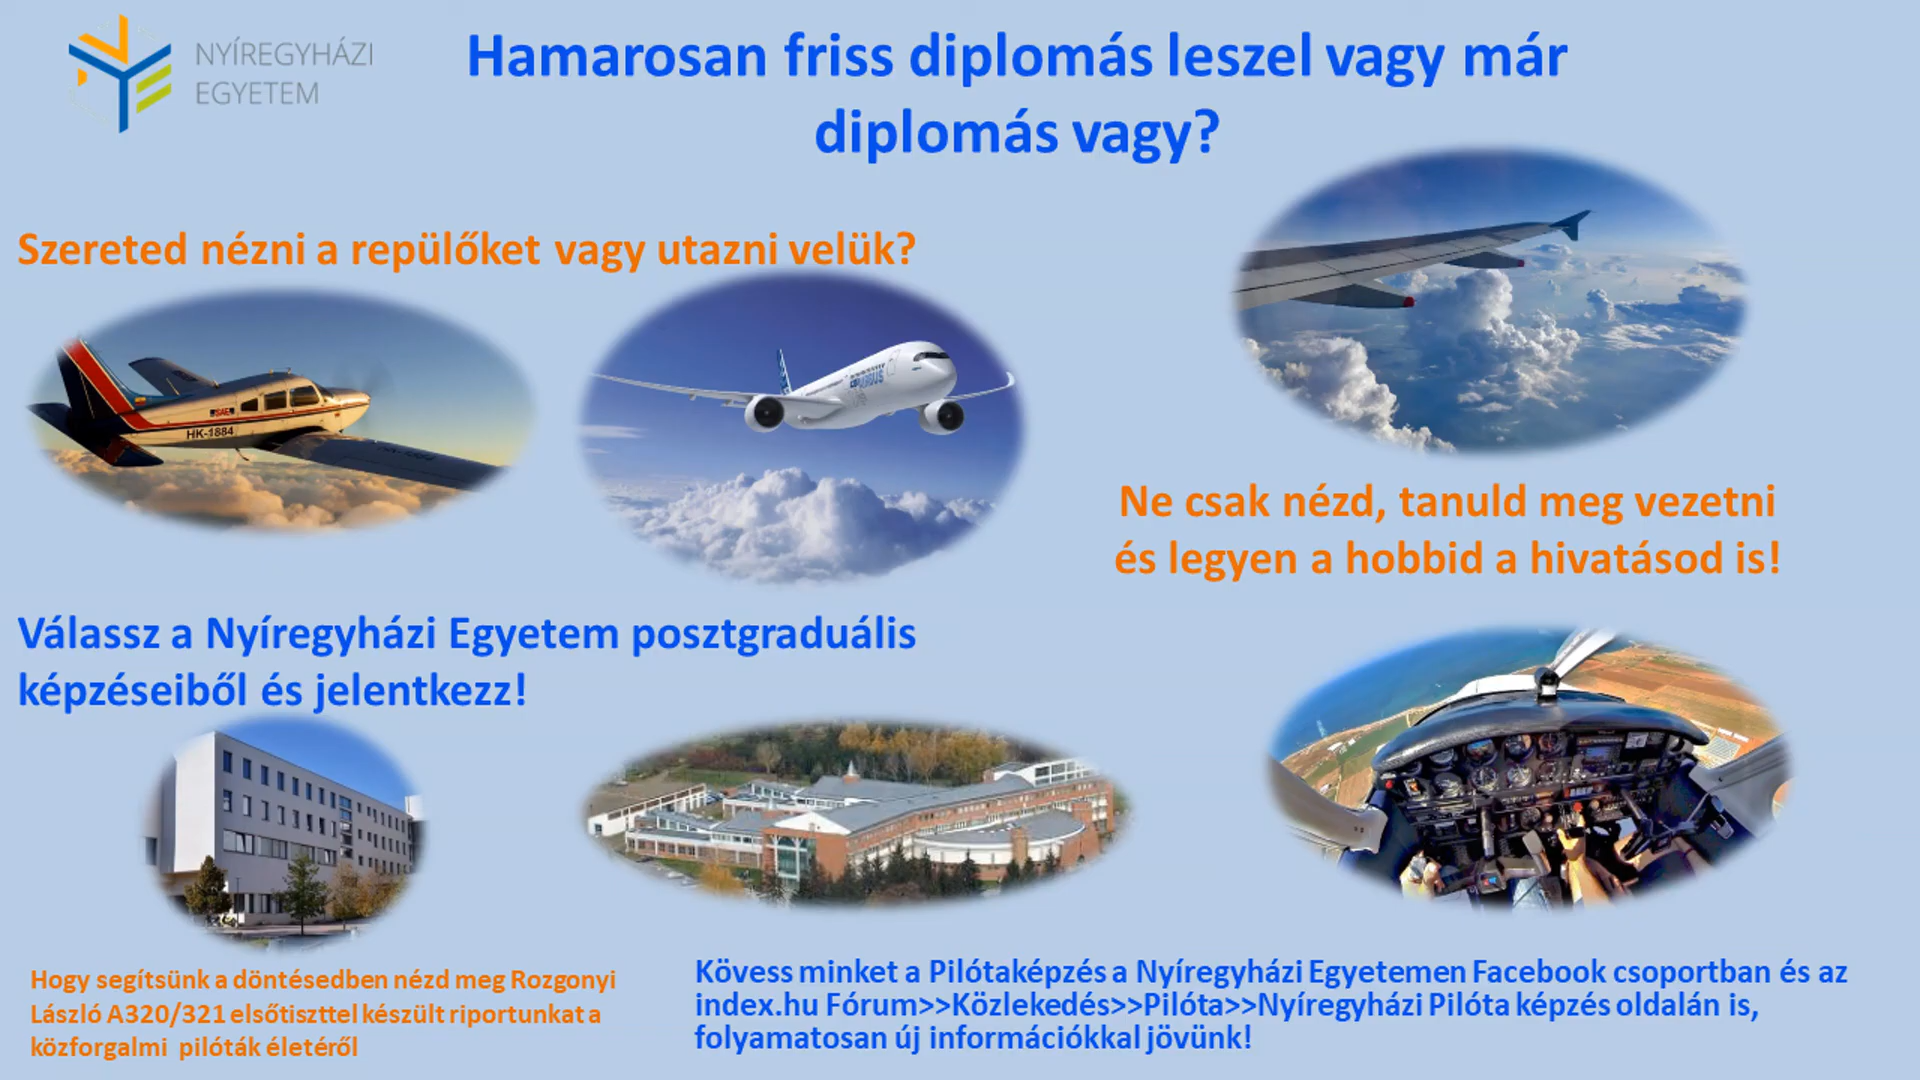 NYÍREGYHÁZI
EGYETEM
Hamarosan friss diplomás leszel vagy már
diplomás vagy?
Szereted nézni a repülőket vagy utazni velük?
HK-1884
AIRBUS
Ne csak nézd, tanuld meg vezetni
és legyen a hobbid a hivatásod is!
Válassz a Nyíregyházi Egyetem posztgraduális
képzéseiből és jelentkezz!
Hogy segítsünk a döntésedben nézd meg Rozgonyi
László A320/321 elsőtiszttel készült riportunkat a
közforgalmi pilóták életéről
Kövess minket a Pilótaképzés a Nyíregyházi Egyetemen Facebook csoportban és az
index.hu Fórum>>Közlekedés>>Pilóta>>Nyíregyházi Pilóta képzés oldalán is,
folyamatosan új információkkal jövünk!